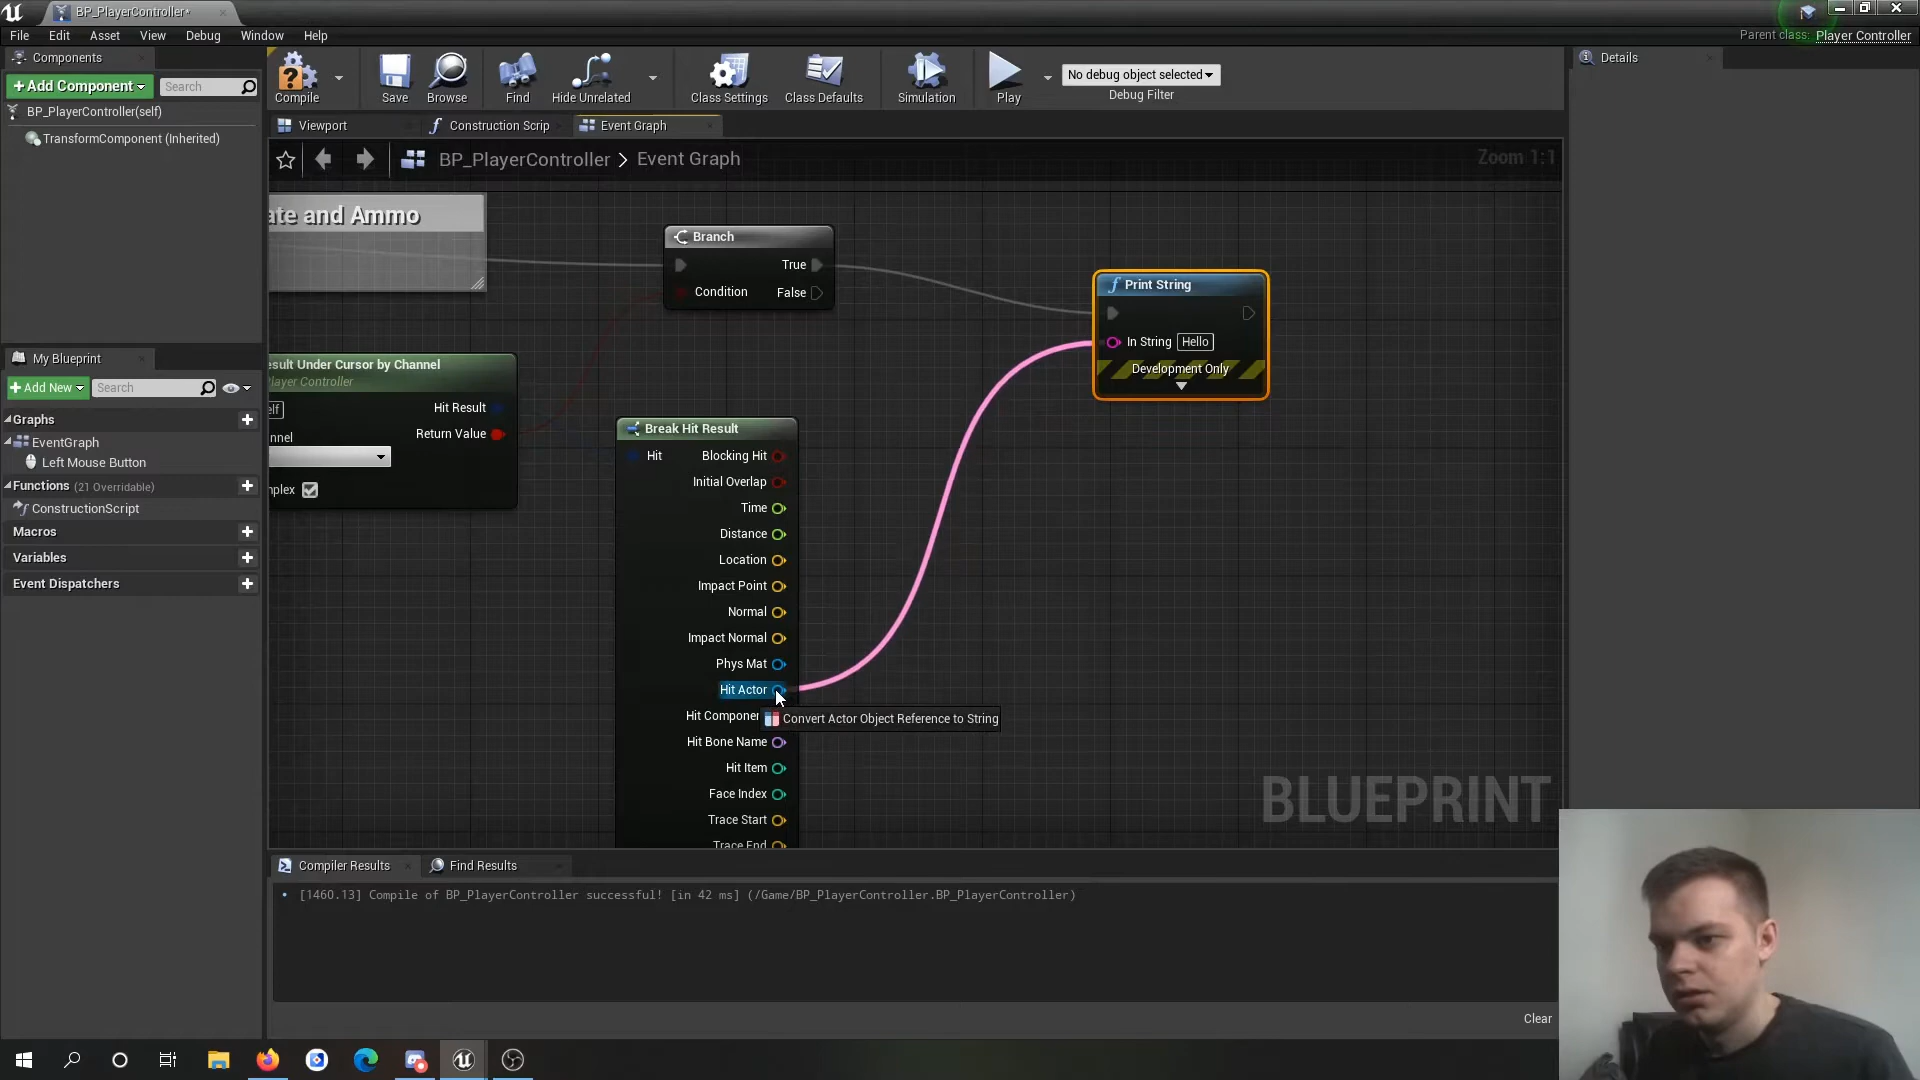 BP_PlayerController*
File Edit Asset View Debug Window Help
Parent class: Player Controller
Components
+Add Component
Search
BP_PlayerController(self)
TransformComponent (Inherited)
Compile
Save
Browse
Find
Hide Unrelated
Class Settings
Class Defaults
Simulation
Play
No debug object selected
Debug Filter
Details
Viewport
Construction Scrip
Event Graph
BP_PlayerController > Event Graph
Zoom 1:1
ate and Ammo
Branch
True
Condition
False
Print String
In String Hello
Development Only
esult Under Cursor by Channel
layer Controller
elf
Hit Result
nnel
Return Value
mplex
Break Hit Result
Hit
Blocking Hit
Initial Overlap
Time
Distance
Location
Impact Point
Normal
Impact Normal
Phys Mat
Hit Actor
Hit Componen
Convert Actor Object Reference to String
Hit Bone Name
Hit Item
Face Index
Trace Start
Trace End
BLUEPRINT
My Blueprint
+Add New
Search
Graphs
EventGraph
Left Mouse Button
Functions (21 Overridable)
ConstructionScript
Macros
Variables
Event Dispatchers
Compiler Results
Find Results
[1460.13] Compile of BP_PlayerController successful! [in 42 ms] (/Game/BP_PlayerController.BP_PlayerController)
Clear